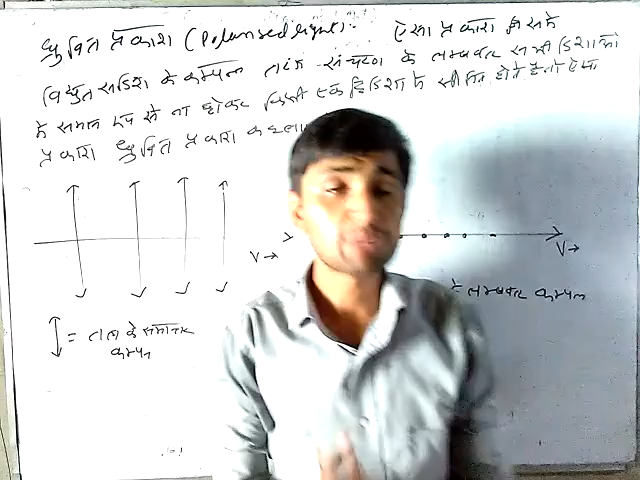 ध्रुवित प्रकाश (Polarised light):- ऐसा प्रकाश जिसमे
विद्युत सदिश के कम्पन तरंग संचरण के लम्बवत सभी दिशाओं
मे समान रूप से ना होकर किसी एक ही दिशा मे सीमित होते है तो ऐसा
प्रकाश ध्रुवित प्रकाश कहला
V→
V→
के लम्बवत कम्पन
= तल के समान्तर
कम्पन